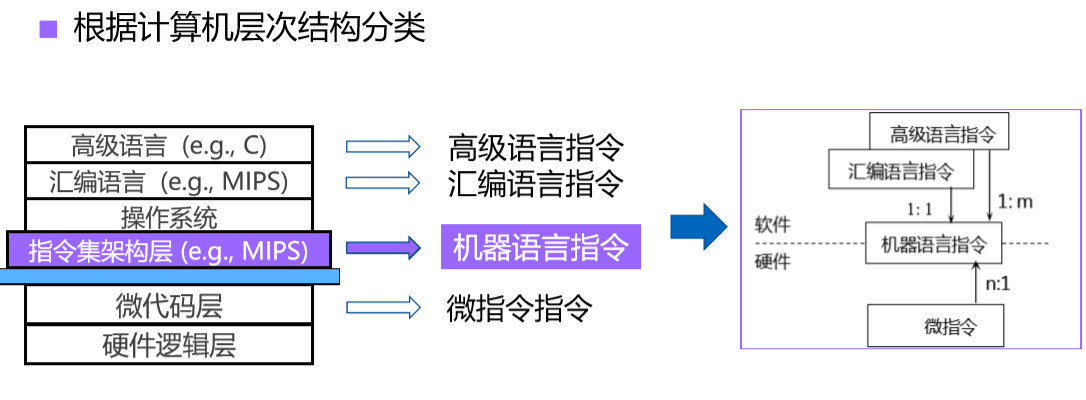 根据计算机层次结构分类
高级语言 (e.g., C)
汇编语言 (e.g., MIPS)
操作系统
指令集架构层 (e.g., MIPS)
微代码层
硬件逻辑层
高级语言指令
汇编语言指令
机器语言指令
微指令指令
高级语言指令
汇编语言指令
1: 1
1: m
软件
机器语言指令
硬件
n:1
微指令